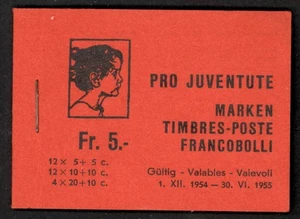 PRO JUVENTUTE
MARKEN
TIMBRES-POSTE
FRANCOBOLLI
Fr. 5.-
12 × 5 + 5 c.
12 × 10 + 10 c.
4 × 20 + 10 c.
Gültig - Valables - Valevoli
1. XII. 1954 — 30. VI. 1955